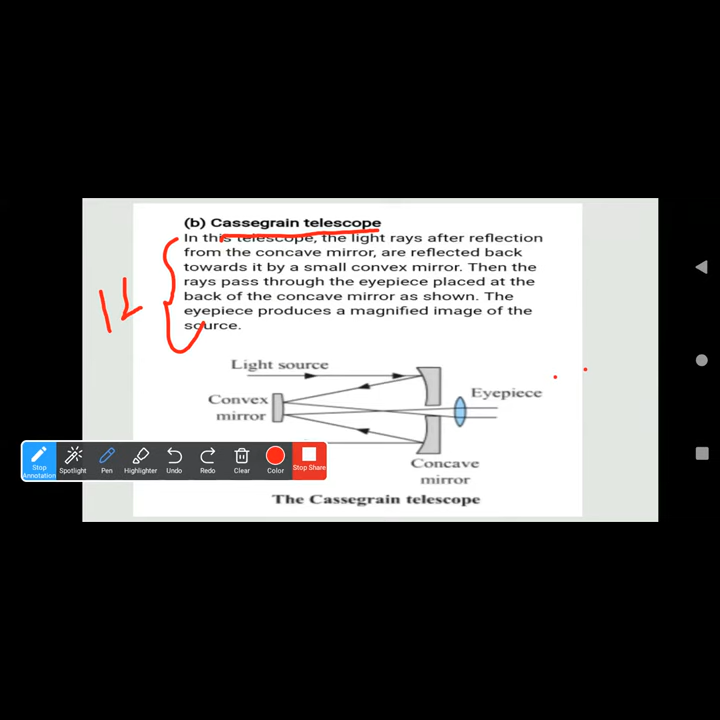 (b) Cassegrain telescope
In this telescope, the light rays after reflection
from the concave mirror, are reflected back
towards it by a small convex mirror. Then the
rays pass through the eyepiece placed at the
back of the concave mirror as shown. The
eyepiece produces a magnified image of the
source.
Light source
Eyepiece
Convex
mirror
Stop
Annotation
Spotlight
Pen
Highlighter
Undo
Redo
Clear
Color
Stop Share
Concave
mirror
The Cassegrain telescope